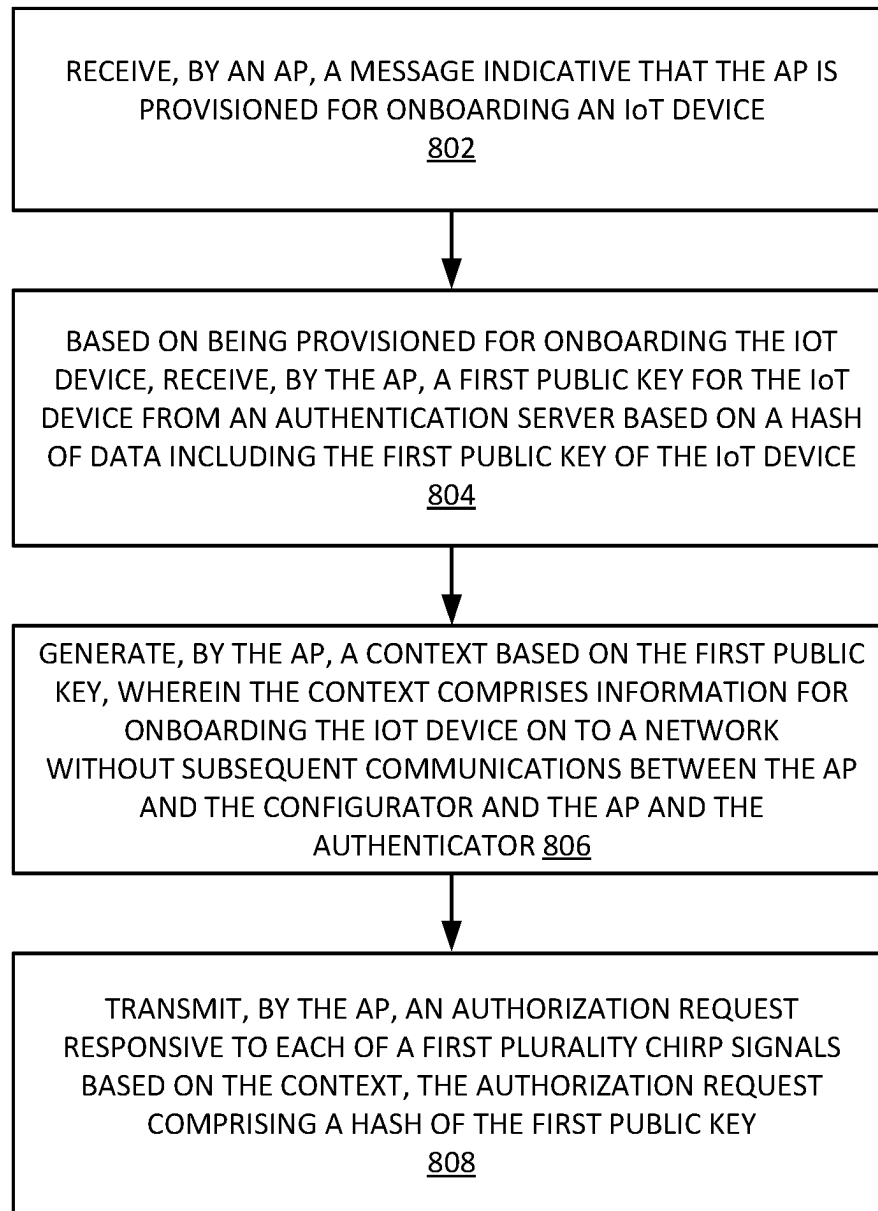 RECEIVE, BY AN AP, A MESSAGE INDICATIVE THAT THE AP IS
PROVISIONED FOR ONBOARDING AN IoT DEVICE
802
BASED ON BEING PROVISIONED FOR ONBOARDING THE IOT
DEVICE, RECEIVE, BY THE AP, A FIRST PUBLIC KEY FOR THE IoT
DEVICE FROM AN AUTHENTICATION SERVER BASED ON A HASH
OF DATA INCLUDING THE FIRST PUBLIC KEY OF THE IoT DEVICE
804
GENERATE, BY THE AP, A CONTEXT BASED ON THE FIRST PUBLIC
KEY, WHEREIN THE CONTEXT COMPRISES INFORMATION FOR
ONBOARDING THE IOT DEVICE ON TO A NETWORK
WITHOUT SUBSEQUENT COMMUNICATIONS BETWEEN THE AP
AND THE CONFIGURATOR AND THE AP AND THE
AUTHENTICATOR 806
TRANSMIT, BY THE AP, AN AUTHORIZATION REQUEST
RESPONSIVE TO EACH OF A FIRST PLURALITY CHIRP SIGNALS
BASED ON THE CONTEXT, THE AUTHORIZATION REQUEST
COMPRISING A HASH OF THE FIRST PUBLIC KEY
808